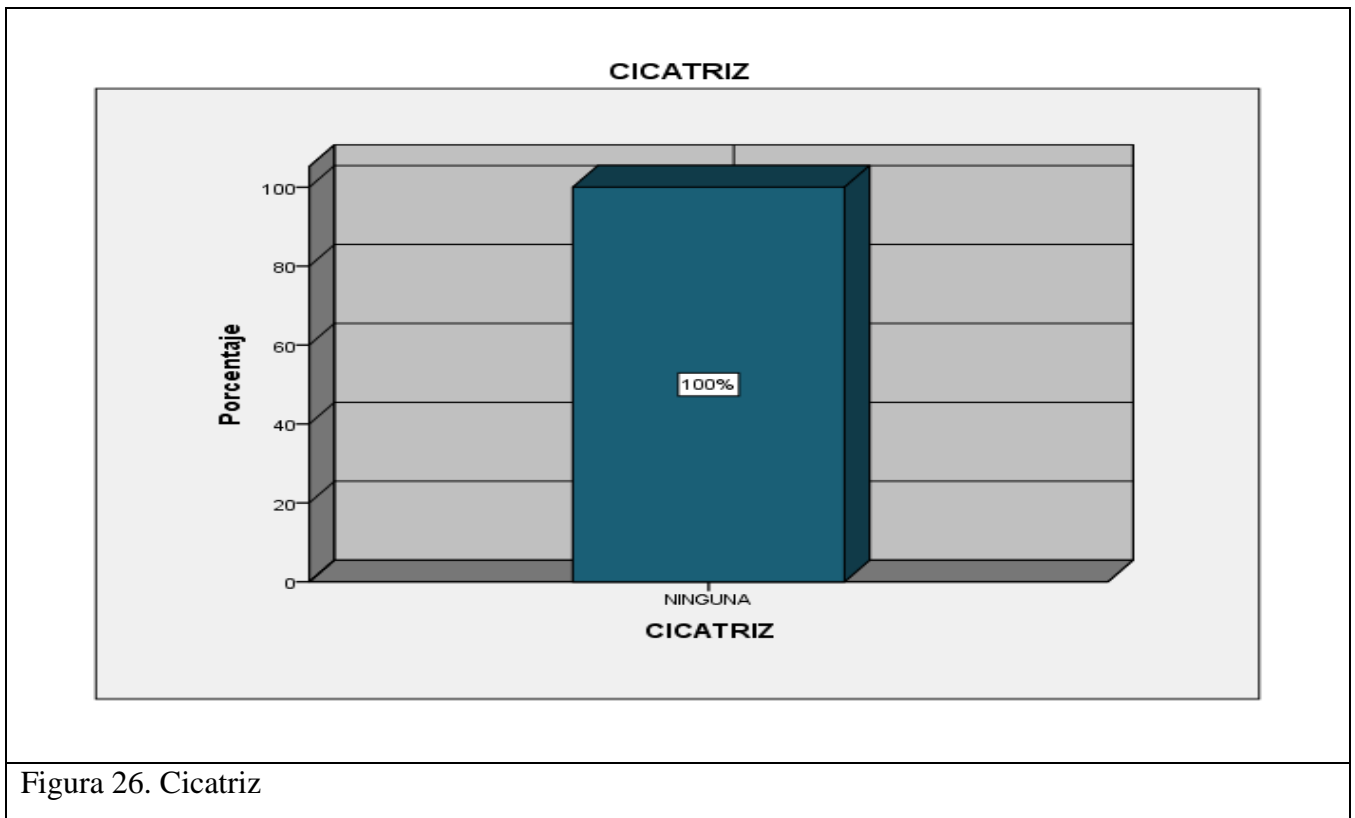 CICATRIZ
100
80
60
40
20
0
Porcentaje
100%
NINGUNA
CICATRIZ
Figura 26. Cicatriz